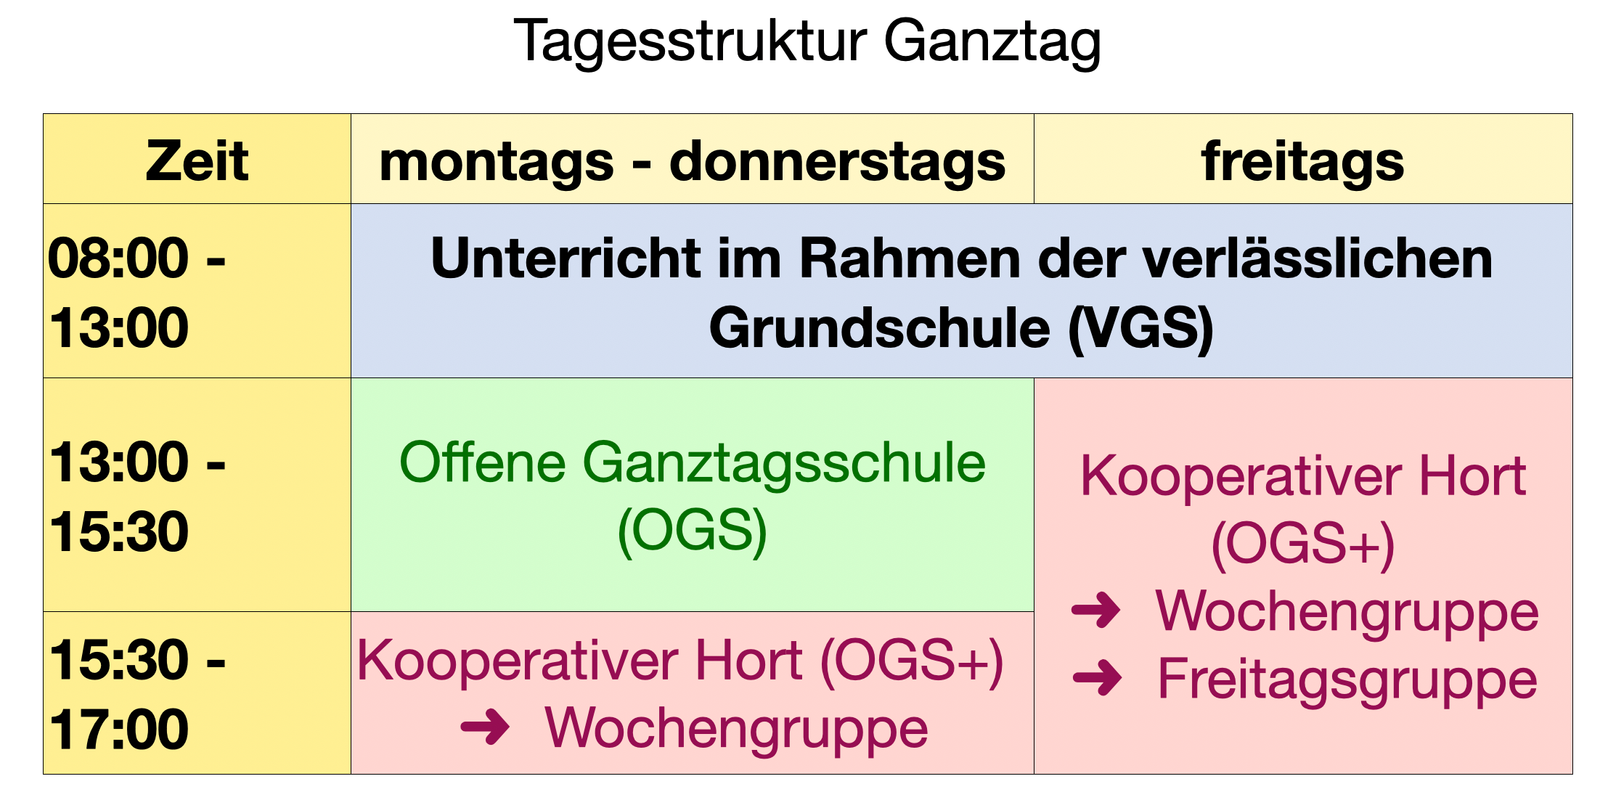 Tagesstruktur Ganztag
Zeit
montags - donnerstags
freitags
08:00 -
13:00
Unterricht im Rahmen der verlässlichen
Grundschule (VGS)
13:00 -
15:30
Offene Ganztagsschule
(OGS)
Kooperativer Hort
(OGS+)
➜ Wochengruppe
➜ Freitagsgruppe
15:30 -
17:00
Kooperativer Hort (OGS+)
➜ Wochengruppe